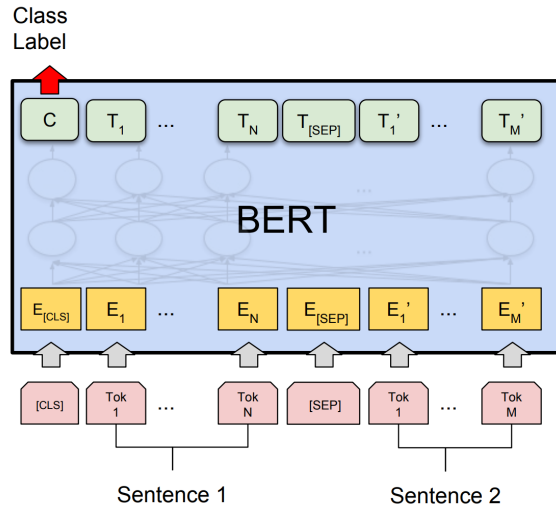 Class
Label
C T1 ... TN T[SEP] T1' ... TM'
...
BERT
...
E[CLS] E1 ... EN E[SEP] E1' ... EM'
[CLS] Tok 1 ... Tok N [SEP] Tok 1 ... Tok M
Sentence 1 Sentence 2